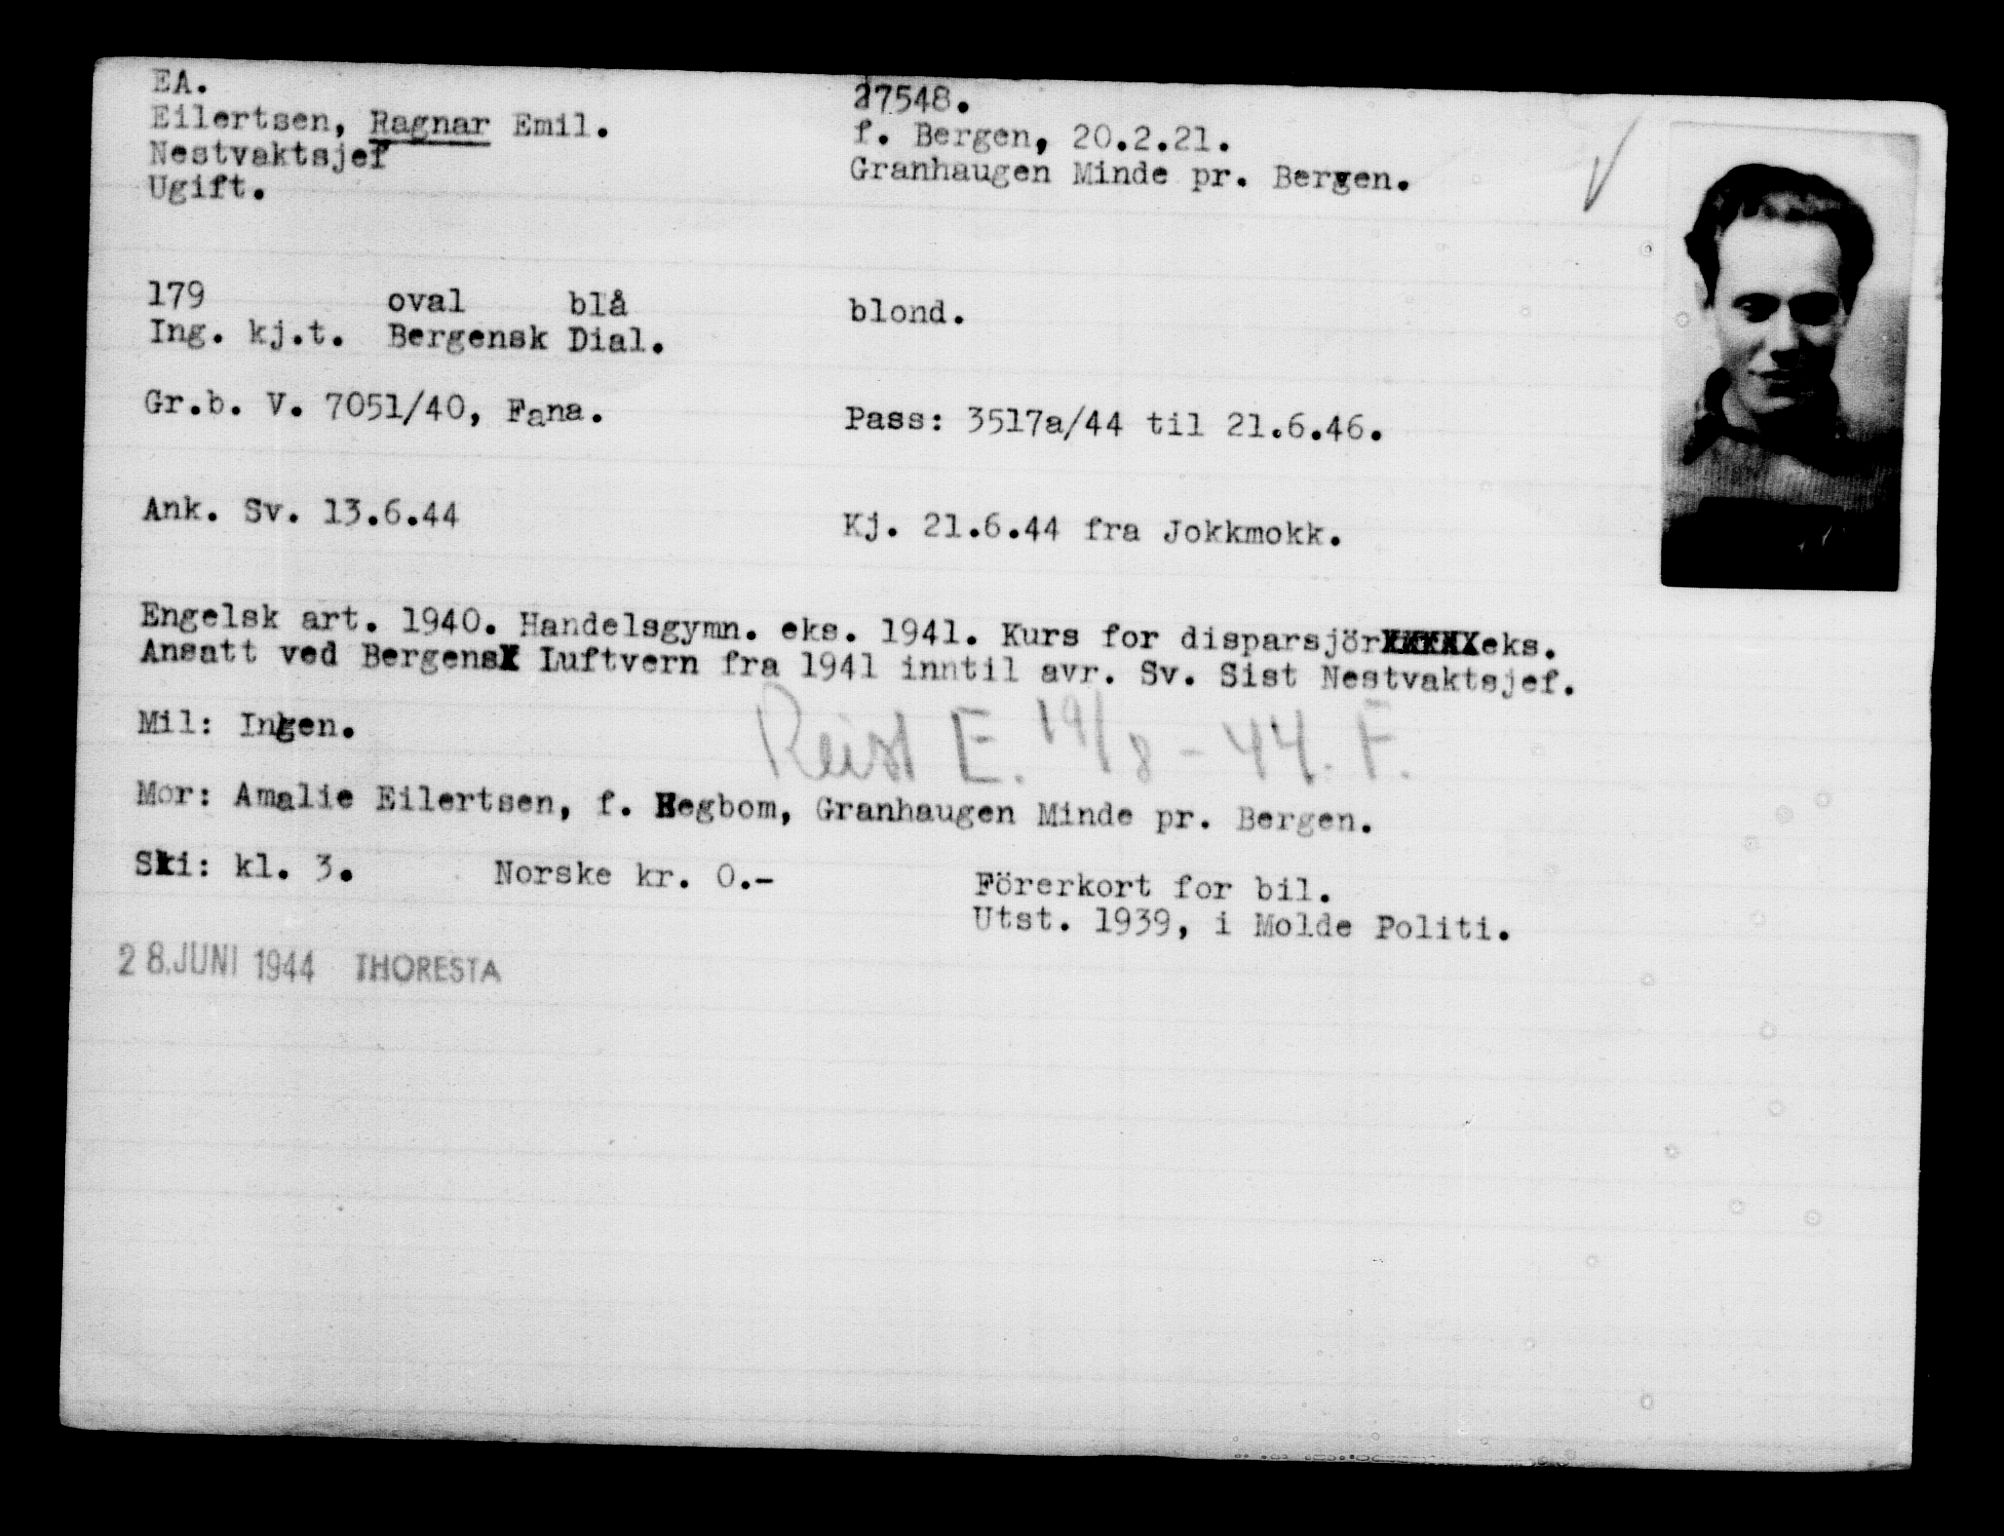 EA. 27548.
Eilertsen, Ragnar Emil. f. Bergen, 20.2.21.
Nestvaktsjef Granhaugen Minde pr. Bergen.
Ugift.
179 oval blå blond.
Ing. kj.t. Bergensk Dial.
Gr.b. V. 7051/40, Fana. Pass: 3517a/44 til 21.6.46.
Ank. Sv. 13.6.44 Kj. 21.6.44 fra Jokkmokk.
Engelsk art. 1940. Handelsgymn. eks. 1941. Kurs for disparsjörXXXXXeks.
Ansatt ved BergensX Luftvern fra 1941 inntil avr. Sv. Sist Nestvaktsjef.
Mil: Ingen.
Reist E. 19/8-44. F.
Mor: Amalie Eilertsen, f. Hegbom, Granhaugen Minde pr. Bergen.
Ski: kl. 3. Norske kr. 0.- Förerkort for bil.
Utst. 1939, i Molde Politi.
28.JUNI 1944 THORESTA